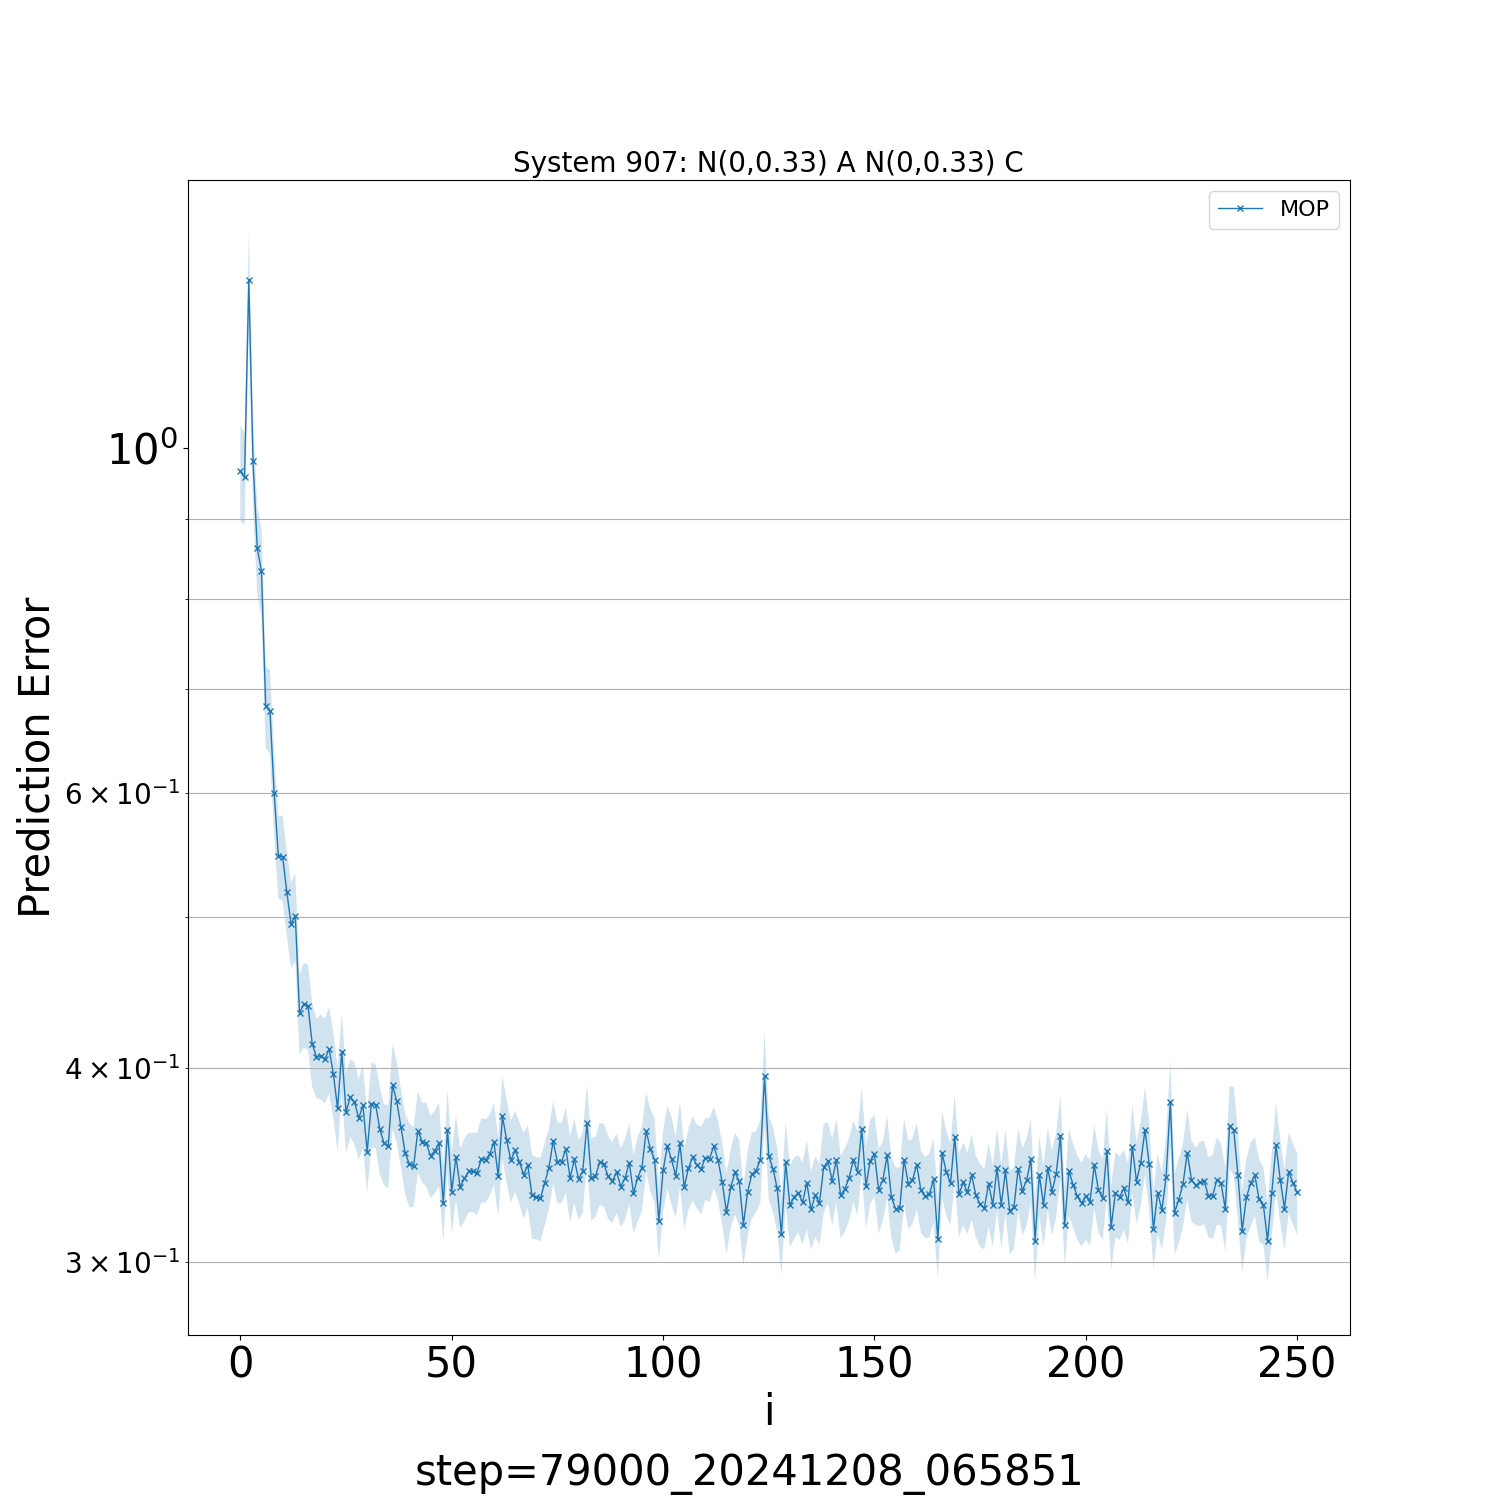 System 907: N(0,0.33) A N(0,0.33) C
MOP
10⁰
6 × 10⁻¹
4 × 10⁻¹
3 × 10⁻¹
Prediction Error
0 50 100 150 200 250
i
step=79000_20241208_065851